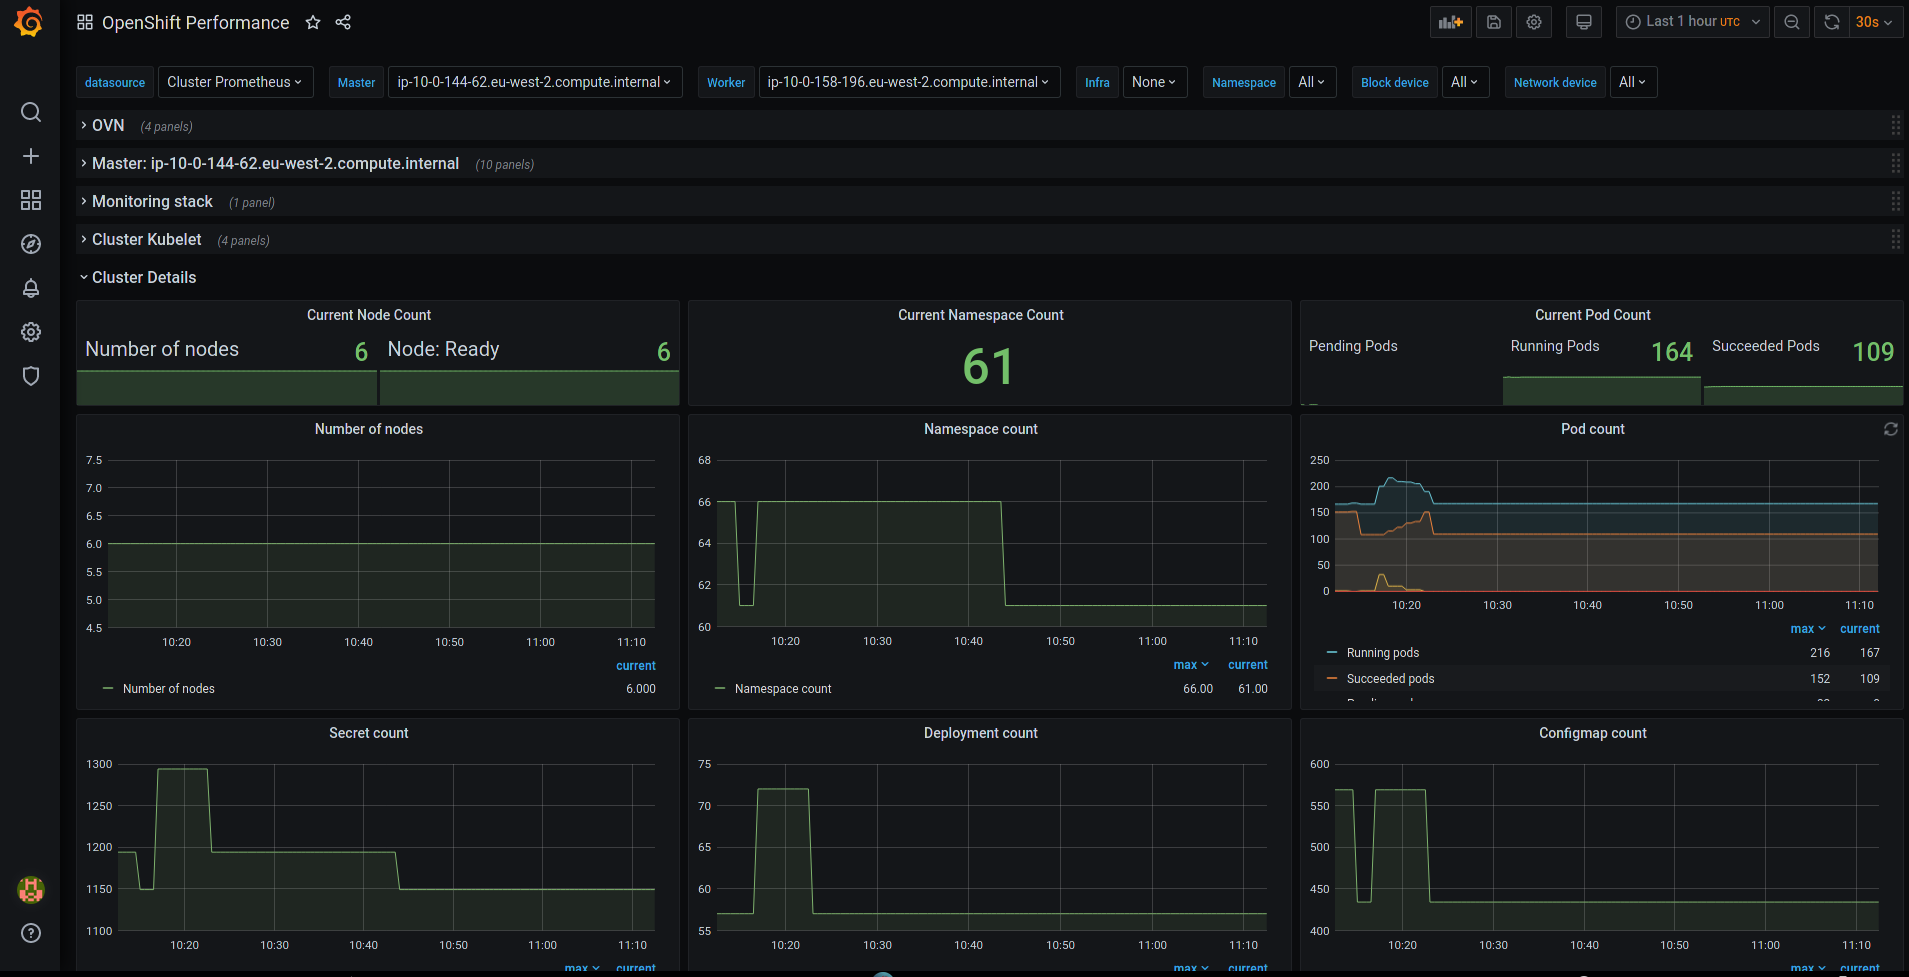 OpenShift Performance
Last 1 hour UTC
30s
datasource Cluster Prometheus Master ip-10-0-144-62.eu-west-2.compute.internal Worker ip-10-0-158-196.eu-west-2.compute.internal Infra None Namespace All Block device All Network device All
OVN (4 panels)
Master: ip-10-0-144-62.eu-west-2.compute.internal (10 panels)
Monitoring stack (1 panel)
Cluster Kubelet (4 panels)
Cluster Details
Current Node Count
Number of nodes 6 Node: Ready 6
Current Namespace Count
61
Current Pod Count
Pending Pods Running Pods 164 Succeeded Pods 109
Number of nodes
7.5
7.0
6.5
6.0
5.5
5.0
4.5
10:20 10:30 10:40 10:50 11:00 11:10
current
Number of nodes 6.000
Namespace count
68
66
64
62
60
10:20 10:30 10:40 10:50 11:00 11:10
max current
Namespace count 66.00 61.00
Pod count
250
200
150
100
50
0
10:20 10:30 10:40 10:50 11:00 11:10
max current
Running pods 216 167
Succeeded pods 152 109
Secret count
1300
1250
1200
1150
1100
10:20 10:30 10:40 10:50 11:00 11:10
max current
Deployment count
75
70
65
60
55
10:20 10:30 10:40 10:50 11:00 11:10
max current
Configmap count
600
550
500
450
400
10:20 10:30 10:40 10:50 11:00 11:10
max current